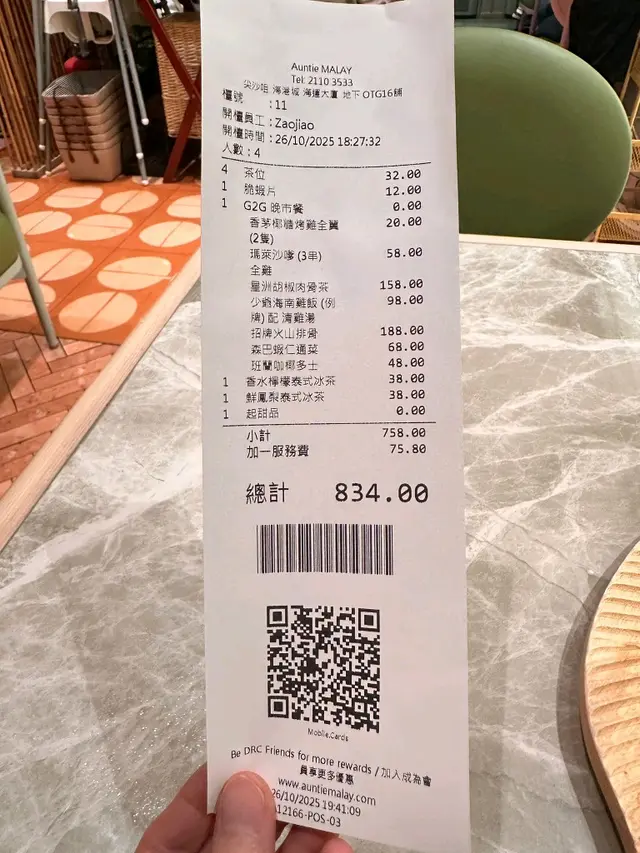 Auntie MALAY
Tel: 2110 3533
尖沙咀 海港城 海運大廈 地下 OTG16舖
檯號 : 11
開檯員工 : Zaojiao
開檯時間 : 26/10/2025 18:27:32
人數 : 4
4 茶位 32.00
1 脆蝦片 12.00
1 G2G 晚市餐 0.00
香茅椰糖烤雞全翼 20.00
(2隻)
瑪萊沙嗲 (3串) 58.00
全雞
星洲胡椒肉骨茶 158.00
少爺海南雞飯 (例 98.00
牌) 配 清雞湯
招牌火山排骨 188.00
森巴蝦仁通菜 68.00
班蘭咖椰多士 48.00
1 香水檸檬泰式冰茶 38.00
1 鮮鳳梨泰式冰茶 38.00
1 起甜品 0.00
小計 758.00
加一服務費 75.80
總計 834.00
Mobile.Cards
Be DRC Friends for more rewards / 加入成為會
員享更多優惠
www.auntiemalay.com
26/10/2025 19:41:09
12166-POS-03